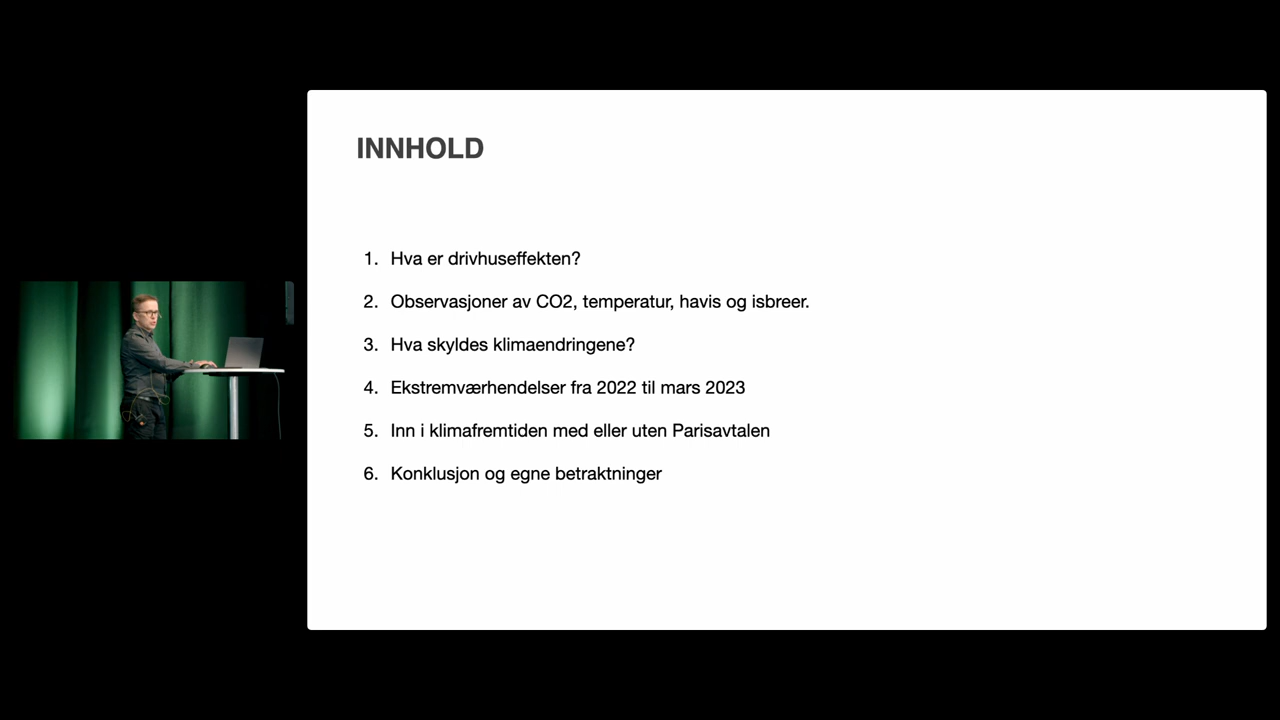 INNHOLD
1. Hva er drivhuseffekten?
2. Observasjoner av CO2, temperatur, havis og isbreer.
3. Hva skyldes klimaendringene?
4. Ekstremværhendelser fra 2022 til mars 2023
5. Inn i klimafremtiden med eller uten Parisavtalen
6. Konklusjon og egne betraktninger